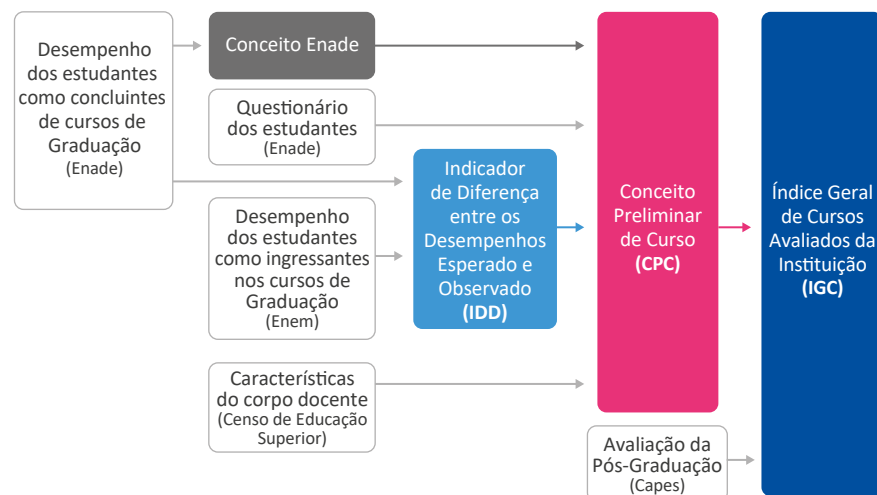 Desempenho
dos estudantes
como concluintes
de cursos de
Graduação
(Enade)
Conceito Enade
Questionário
dos estudantes
(Enade)
Desempenho
dos estudantes
como ingressantes
nos cursos de
Graduação
(Enem)
Características
do corpo docente
(Censo de Educação
Superior)
Indicador
de Diferença
entre os
Desempenhos
Esperado e
Observado
(IDD)
Conceito
Preliminar
de Curso
(CPC)
Avaliação da
Pós-Graduação
(Capes)
Índice Geral
de Cursos
Avaliados da
Instituição
(IGC)